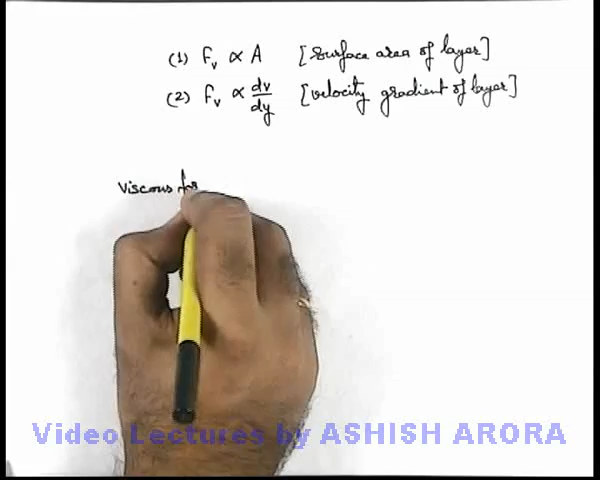 (1) Fv ∝ A [Surface area of layer]
(2) Fv ∝ dv/dy [velocity gradient of layer]
Viscous for
Video Lectures by ASHISH ARORA